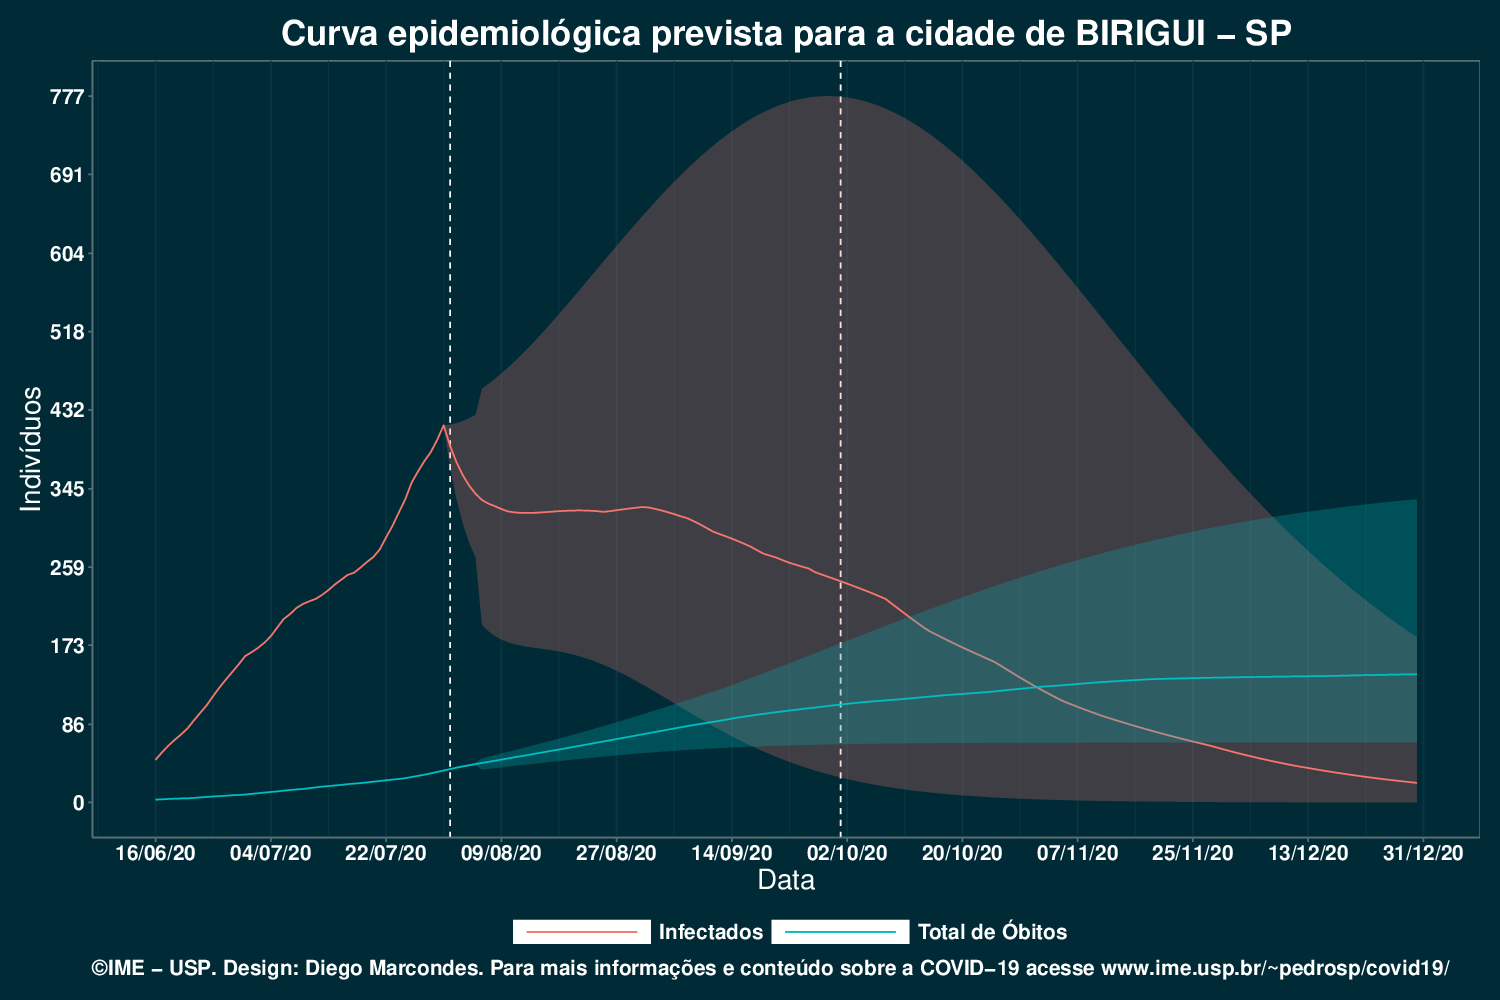 Curva epidemiológica prevista para a cidade de BIRIGUI – SP
Indivíduos
777
691
604
518
432
345
259
173
86
0
16/06/20 04/07/20 22/07/20 09/08/20 27/08/20 14/09/20 02/10/20 20/10/20 07/11/20 25/11/20 13/12/20 31/12/20
Data
Infectados Total de Óbitos
©IME – USP. Design: Diego Marcondes. Para mais informações e conteúdo sobre a COVID–19 acesse www.ime.usp.br/~pedrosp/covid19/